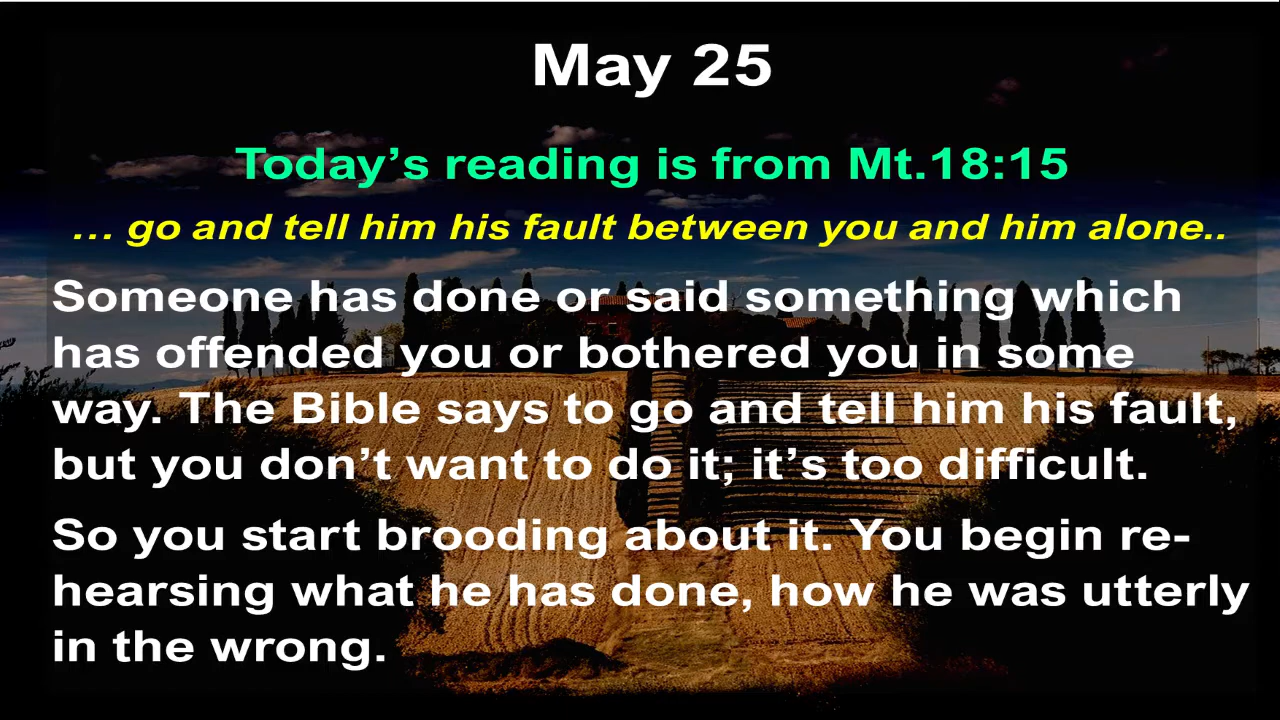 May 25
Today’s reading is from Mt.18:15
… go and tell him his fault between you and him alone..
Someone has done or said something which
has offended you or bothered you in some
way. The Bible says to go and tell him his fault,
but you don’t want to do it; it’s too difficult.
So you start brooding about it. You begin re-
hearsing what he has done, how he was utterly
in the wrong.